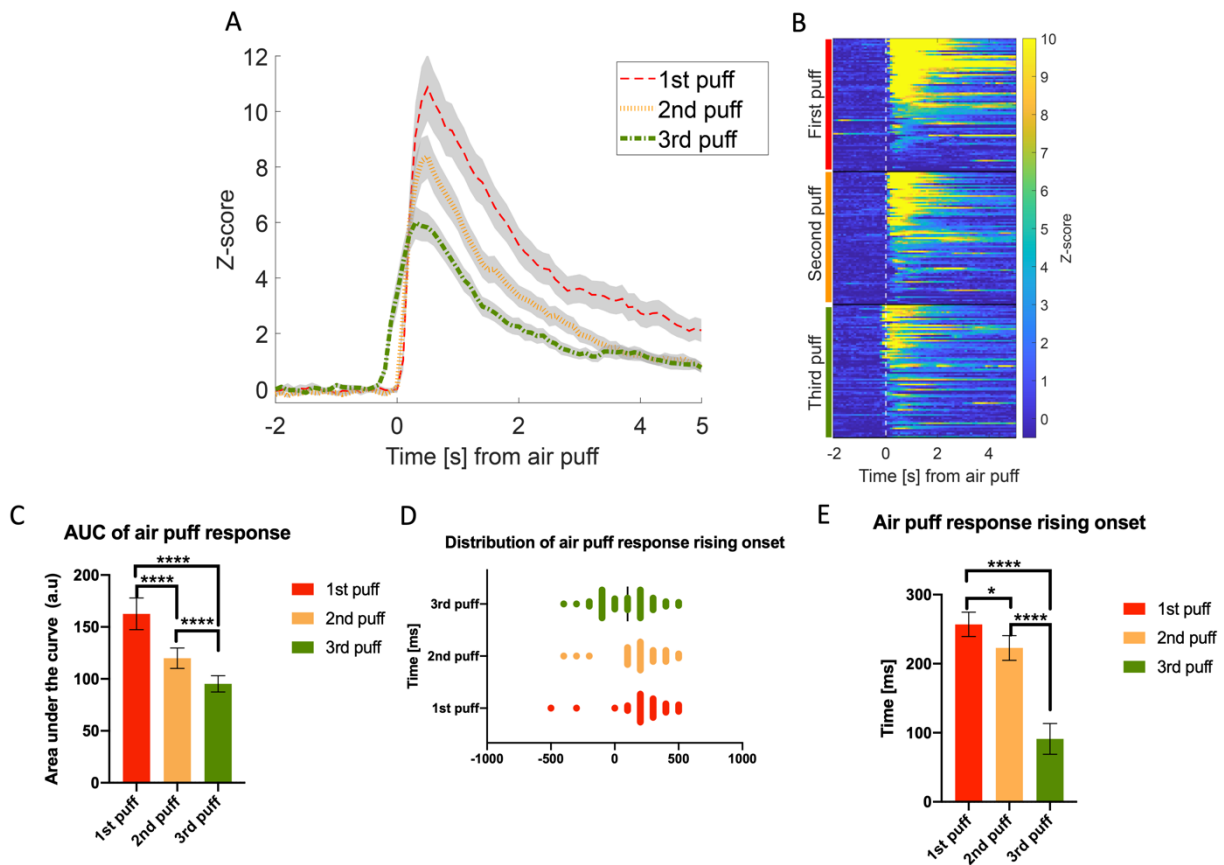 A
12
10
8
6
4
2
0
Z-score
-2
0
2
4
5
Time [s] from air puff
1st puff
2nd puff
3rd puff
B
First puff
Second puff
Third puff
-2
0
2
4
Time [s] from air puff
10
9
8
7
6
5
4
3
2
1
0
Z-score
C
AUC of air puff response
Area under the curve (a.u)
200
150
100
50
0
****
****
****
1st puff
2nd puff
3rd puff
1st puff
2nd puff
3rd puff
D
Distribution of air puff response rising onset
Time [ms]
3rd puff
2nd puff
1st puff
-1000
-500
0
500
1000
E
Air puff response rising onset
Time [ms]
300
200
100
0
****
*
****
1st puff
2nd puff
3rd puff
1st puff
2nd puff
3rd puff